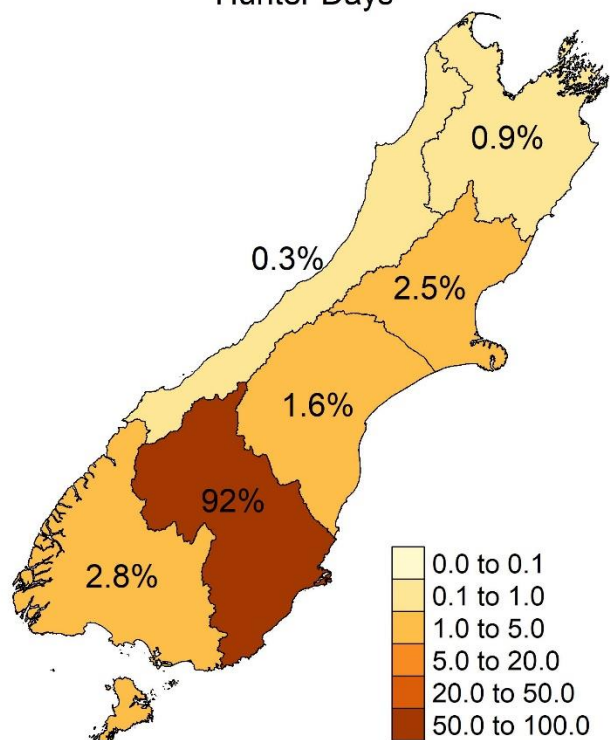 Hunter Days
0.9%
0.3%
2.5%
1.6%
92%
2.8%
0.0 to 0.1
0.1 to 1.0
1.0 to 5.0
5.0 to 20.0
20.0 to 50.0
50.0 to 100.0